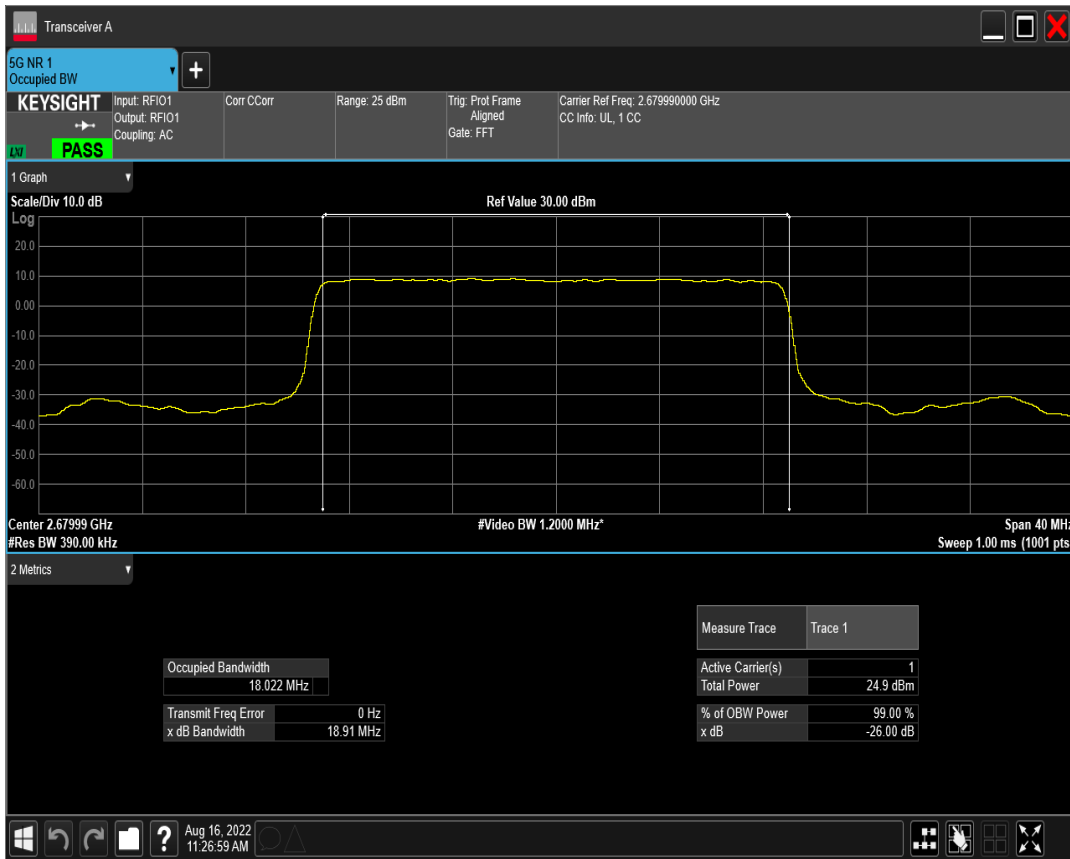 Transceiver A
5G NR 1
Occupied BW
KEYSIGHT
Input: RFIO1
Output: RFIO1
Coupling: AC
Corr CCorr
Range: 25 dBm
Trig: Prot Frame
Aligned
Gate: FFT
Carrier Ref Freq: 2.679990000 GHz
CC Info: UL, 1 CC
LXI
PASS
1 Graph
Scale/Div 10.0 dB
Ref Value 30.00 dBm
Log
20.0
10.0
0.00
-10.0
-20.0
-30.0
-40.0
-50.0
-60.0
Center 2.67999 GHz
#Video BW 1.2000 MHz*
Span 40 MHz
#Res BW 390.00 kHz
Sweep 1.00 ms (1001 pts
2 Metrics
Measure Trace Trace 1
Occupied Bandwidth
18.022 MHz
Active Carrier(s) 1
Total Power 24.9 dBm
Transmit Freq Error 0 Hz
x dB Bandwidth 18.91 MHz
% of OBW Power 99.00 %
x dB -26.00 dB
?
Aug 16, 2022
11:26:59 AM